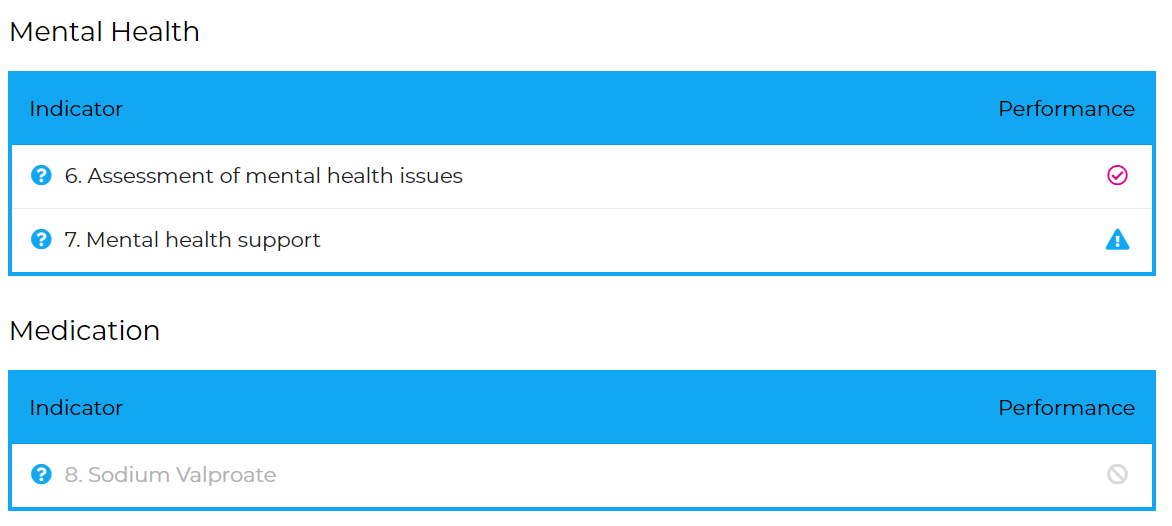 Mental Health
Indicator Performance
6. Assessment of mental health issues
7. Mental health support
Medication
Indicator Performance
8. Sodium Valproate